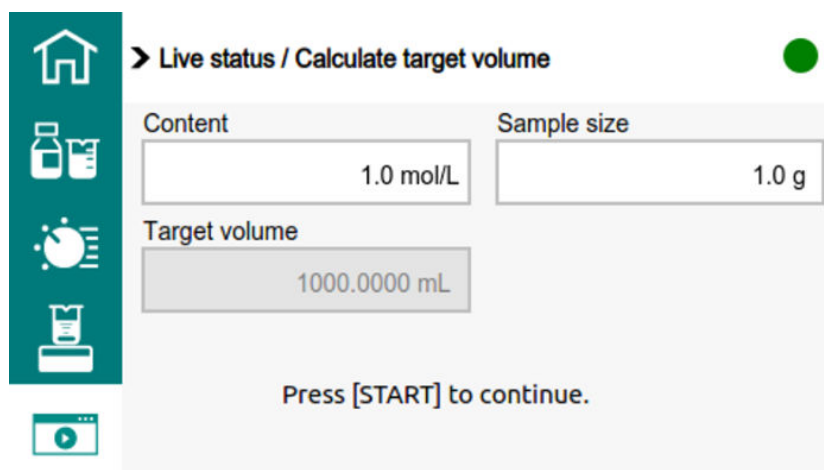 Live status / Calculate target volume
Content
Sample size
1.0 mol/L
1.0 g
Target volume
1000.0000 mL
Press [START] to continue.